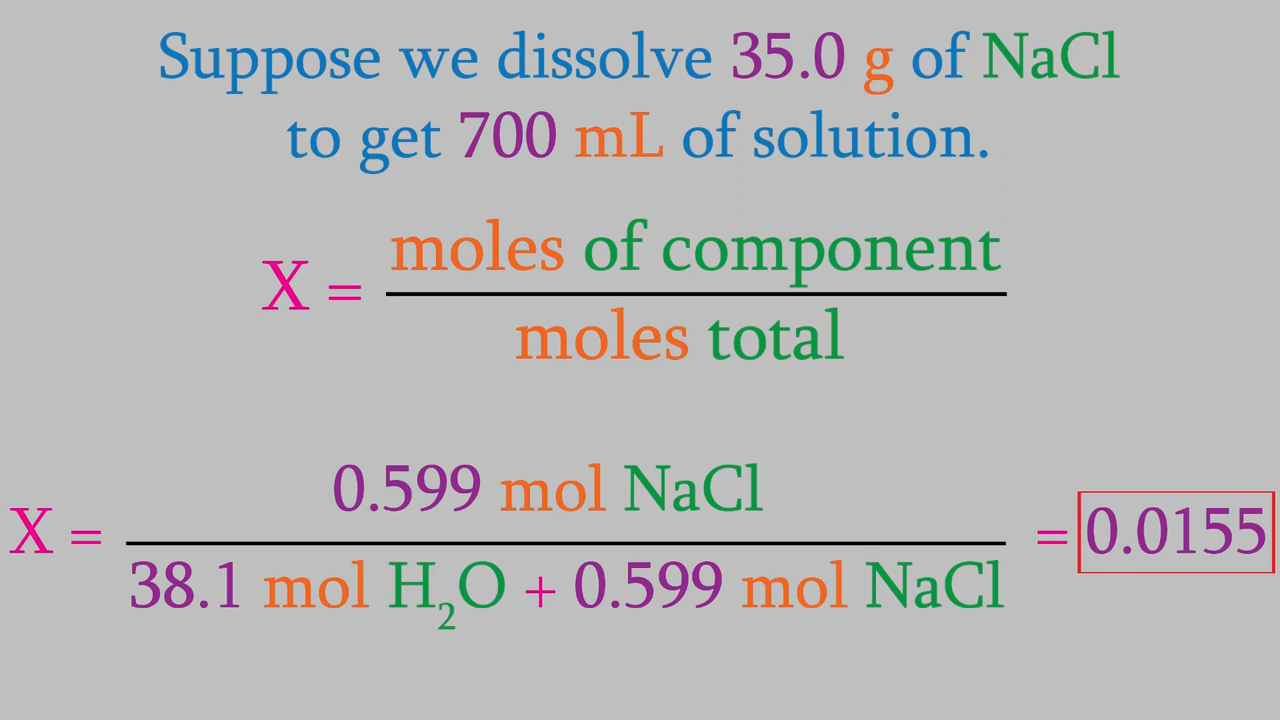 Suppose we dissolve 35.0 g of NaCl
to get 700 mL of solution.
moles of component
X =
moles total
0.599 mol NaCl
X =
= 0.0155
38.1 mol H₂O + 0.599 mol NaCl